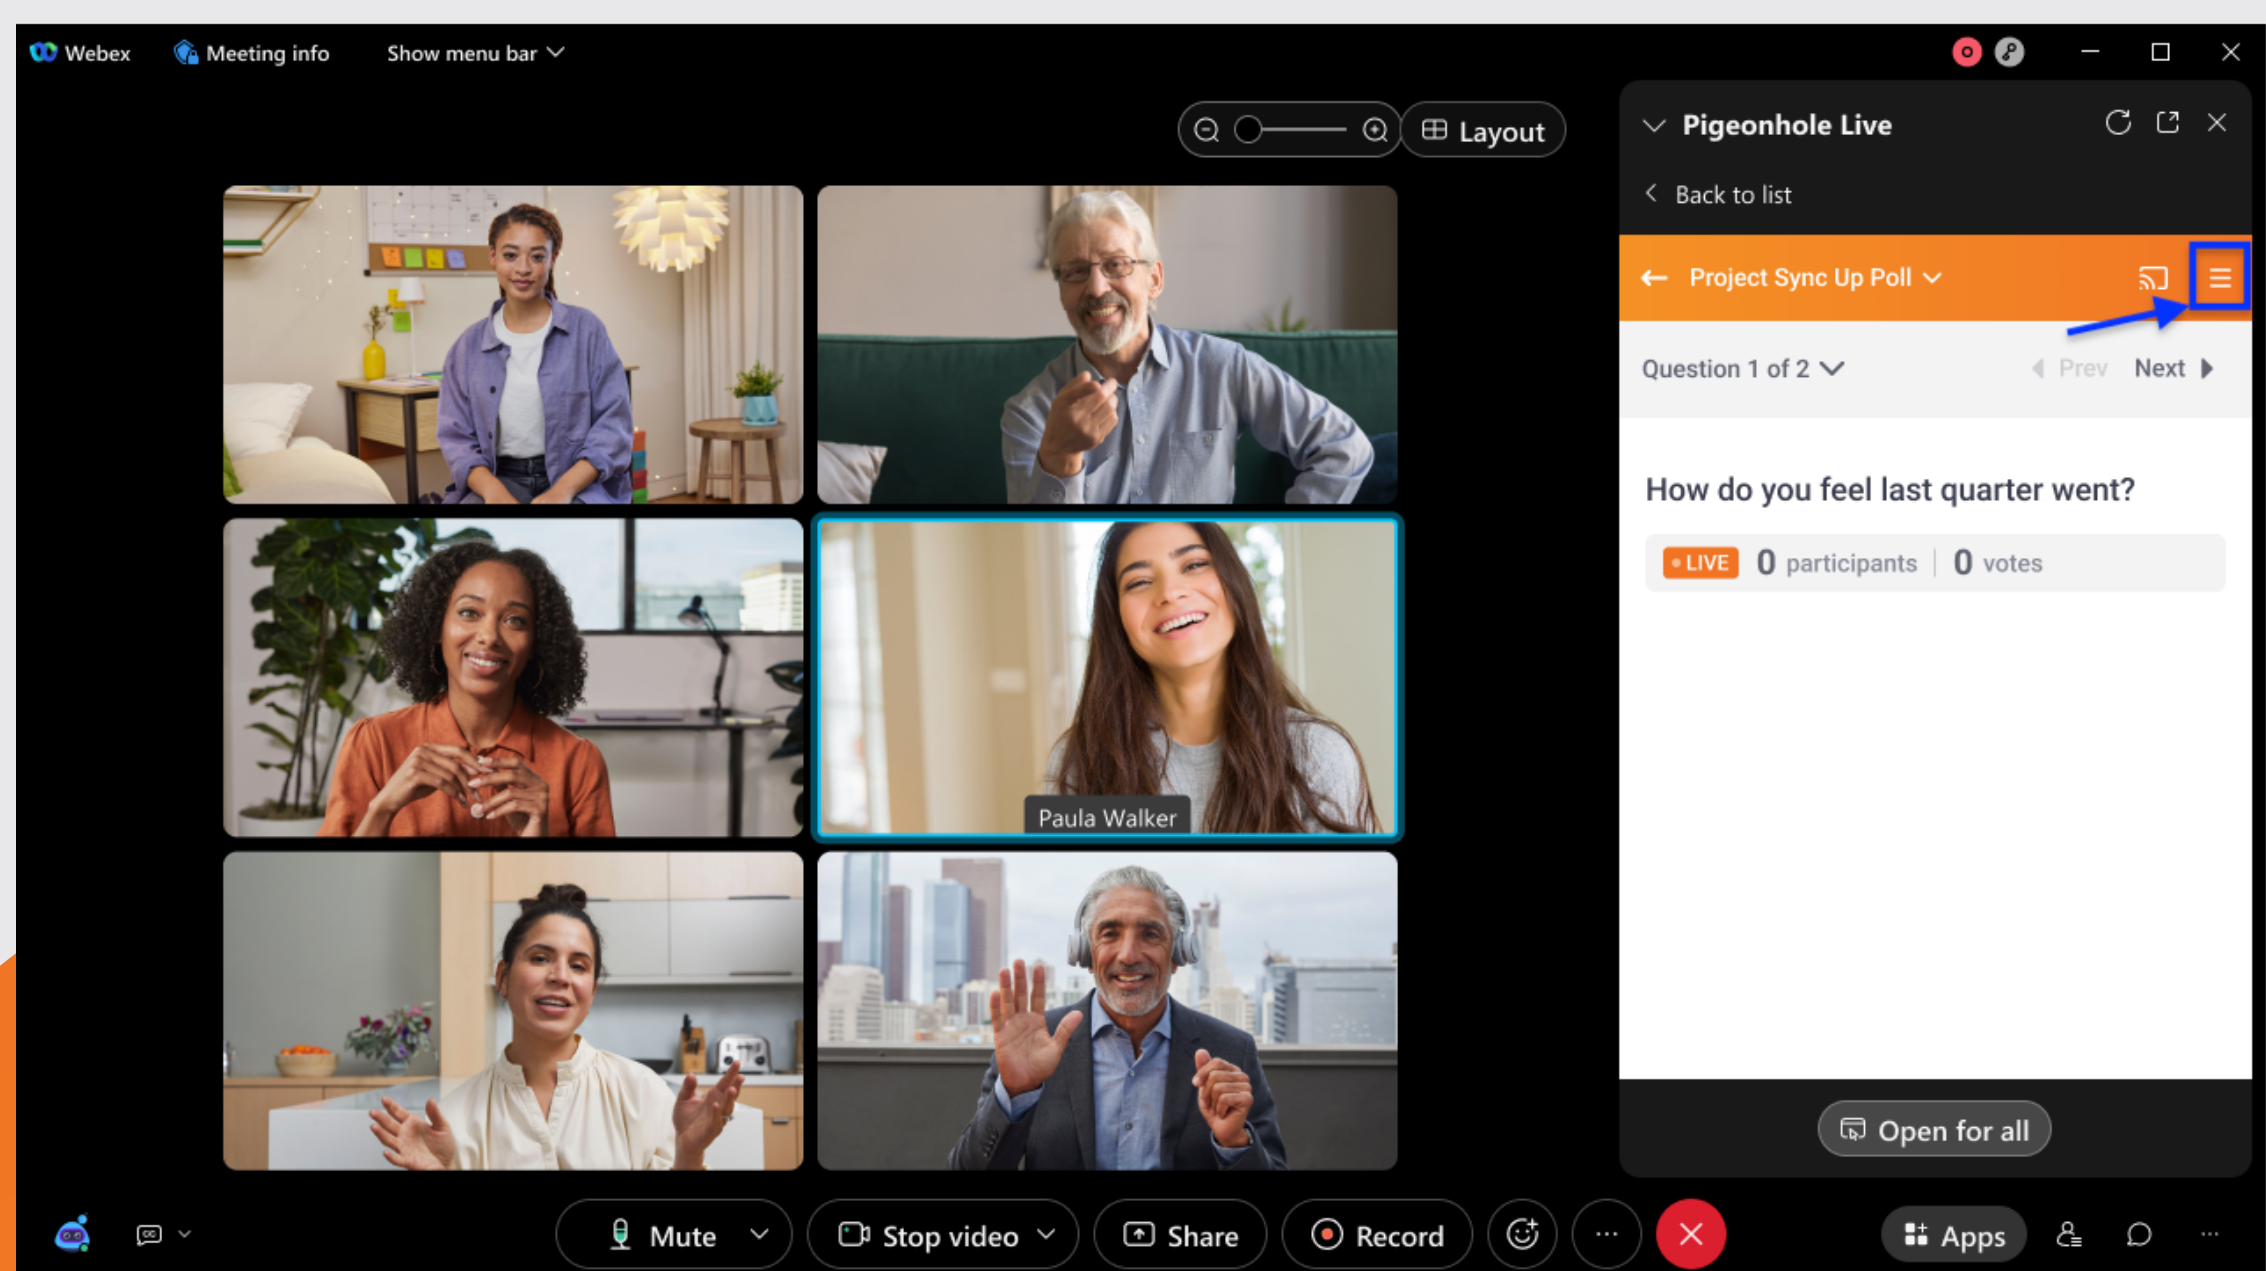 Webex
Meeting info
Show menu bar
Layout
Pigeonhole Live
Back to list
Project Sync Up Poll
Question 1 of 2
Prev
Next
How do you feel last quarter went?
LIVE 0 participants 0 votes
Paula Walker
Open for all
Mute
Stop video
Share
Record
Apps